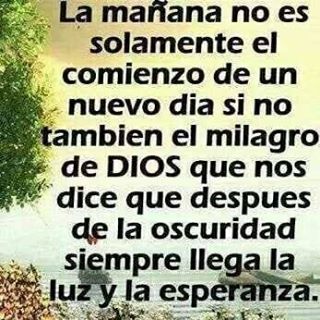 La mañana no es
solamente el
comienzo de un
nuevo dia si no
tambien el milagro
de DIOS que nos
dice que despues
de la oscuridad
siempre llega la
luz y la esperanza.